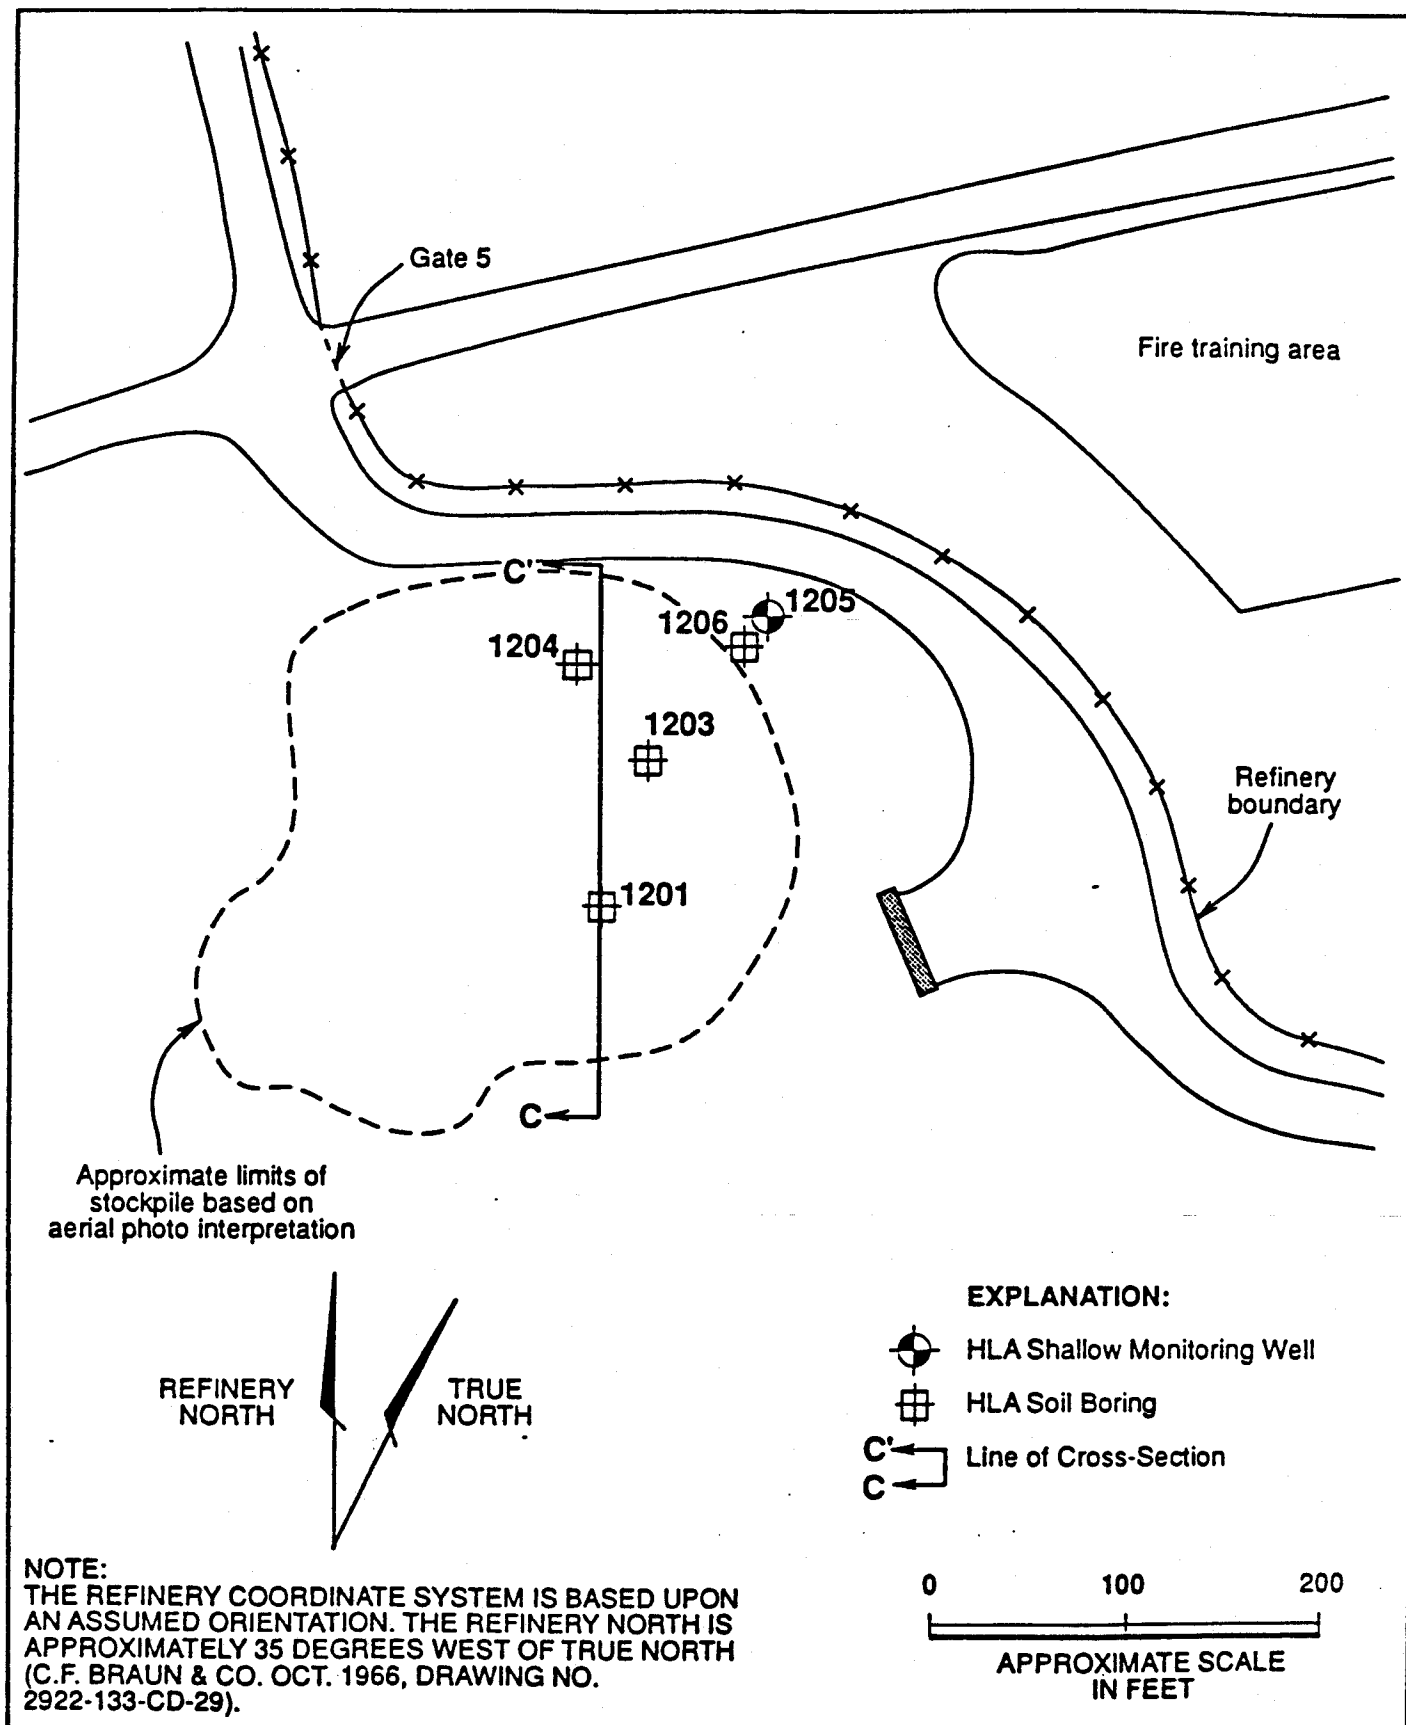 Gate 5
Fire training area
C'
1205
1206
1204
1203
Refinery
boundary
1201
C
Approximate limits of
stockpile based on
aerial photo interpretation
REFINERY
NORTH
TRUE
NORTH
EXPLANATION:
HLA Shallow Monitoring Well
HLA Soil Boring
C'
C
Line of Cross-Section
NOTE:
THE REFINERY COORDINATE SYSTEM IS BASED UPON
AN ASSUMED ORIENTATION. THE REFINERY NORTH IS
APPROXIMATELY 35 DEGREES WEST OF TRUE NORTH
(C.F. BRAUN & CO. OCT. 1966, DRAWING NO.
2922-133-CD-29).
0 100 200
APPROXIMATE SCALE
IN FEET